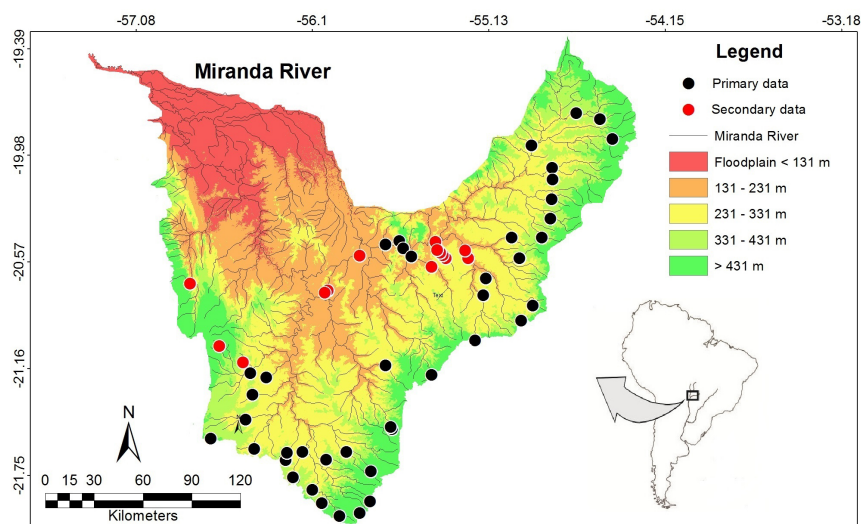 -57.08 -56.1 -55.13 -54.15 -53.18
-19.39
-19.98
-20.57
-21.16
-21.75
Miranda River
Legend
Primary data
Secondary data
Miranda River
Floodplain < 131 m
131 - 231 m
231 - 331 m
331 - 431 m
> 431 m
N
0 15 30 60 90 120
Kilometers